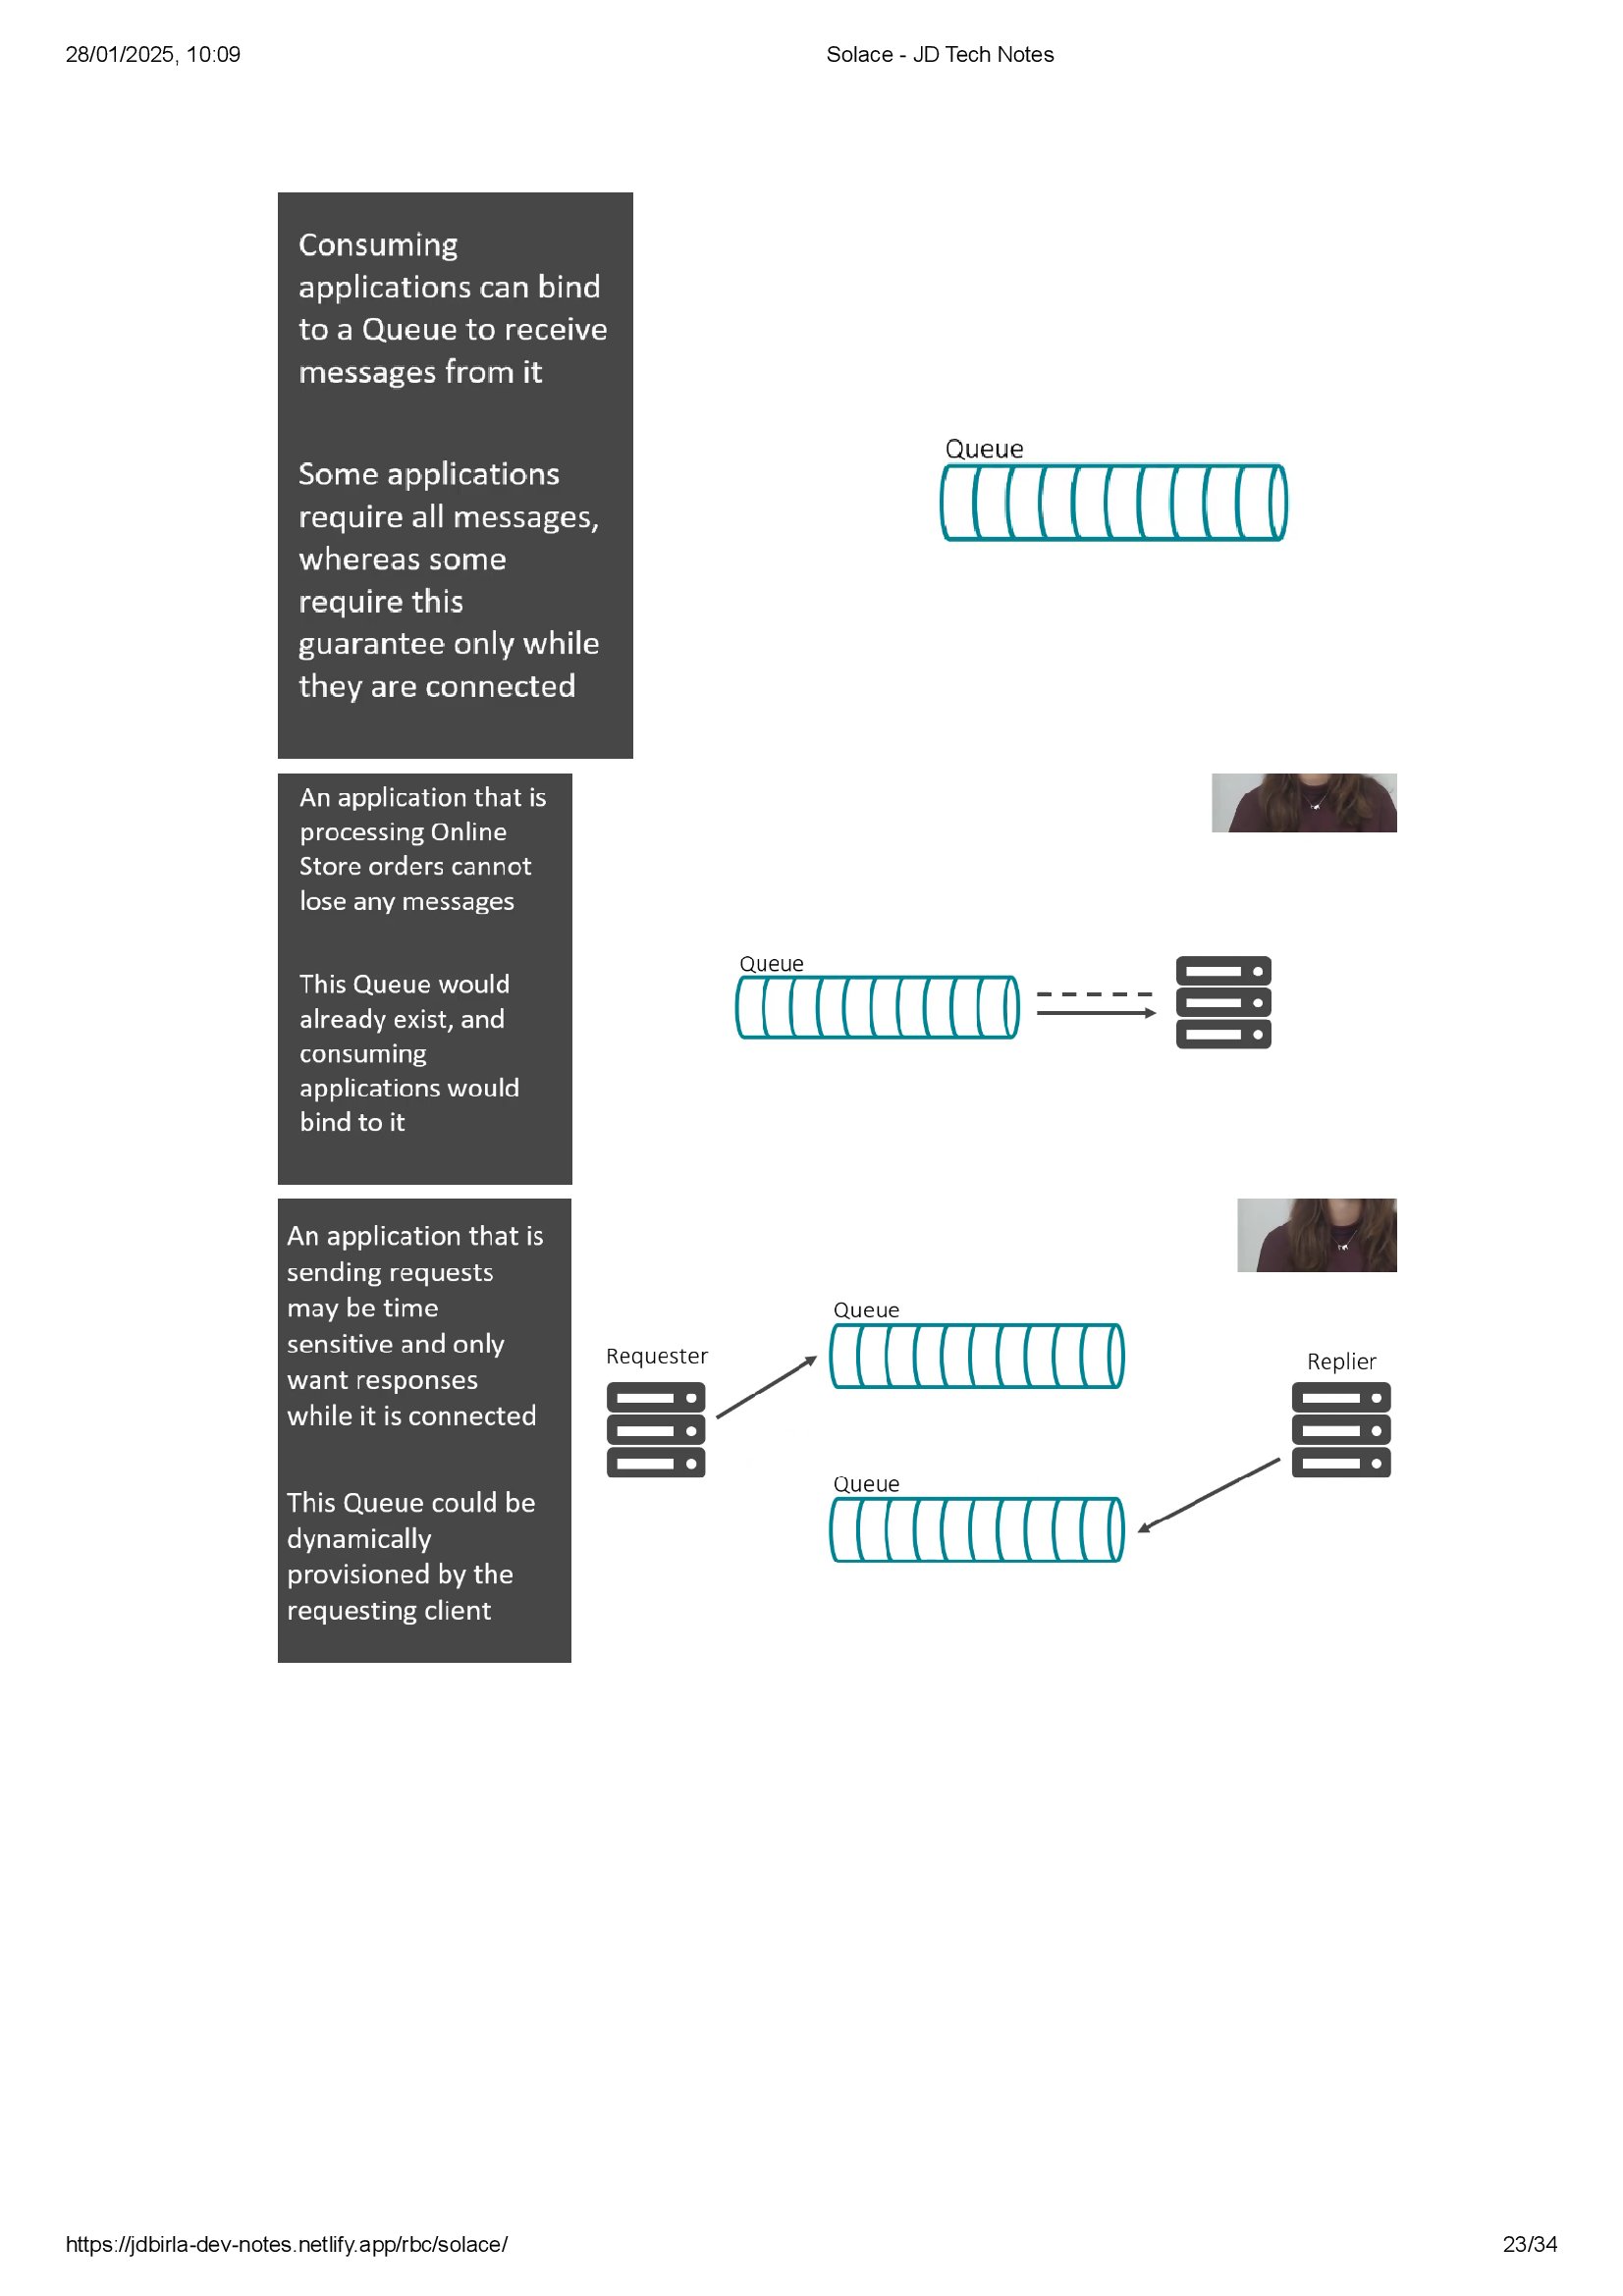 28/01/2025, 10:09
Solace - JD Tech Notes
Consuming
applications can bind
to a Queue to receive
messages from it
Some applications
require all messages,
whereas some
require this
guarantee only while
they are connected
Queue
An application that is
processing Online
Store orders cannot
lose any messages
This Queue would
already exist, and
consuming
applications would
bind to it
Queue
An application that is
sending requests
may be time
sensitive and only
want responses
while it is connected
This Queue could be
dynamically
provisioned by the
requesting client
Requester
Queue
Replier
Queue
https://jdbirla-dev-notes.netlify.app/rbc/solace/
23/34